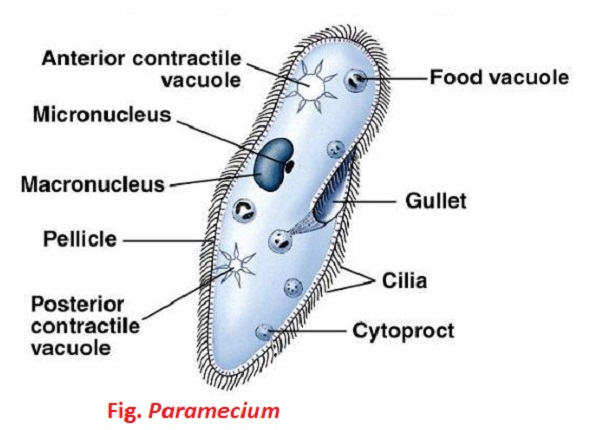 Anterior contractile
vacuole
Food vacuole
Micronucleus
Macronucleus
Gullet
Pellicle
Cilia
Posterior
contractile
vacuole
Cytoproct
Fig. Paramecium